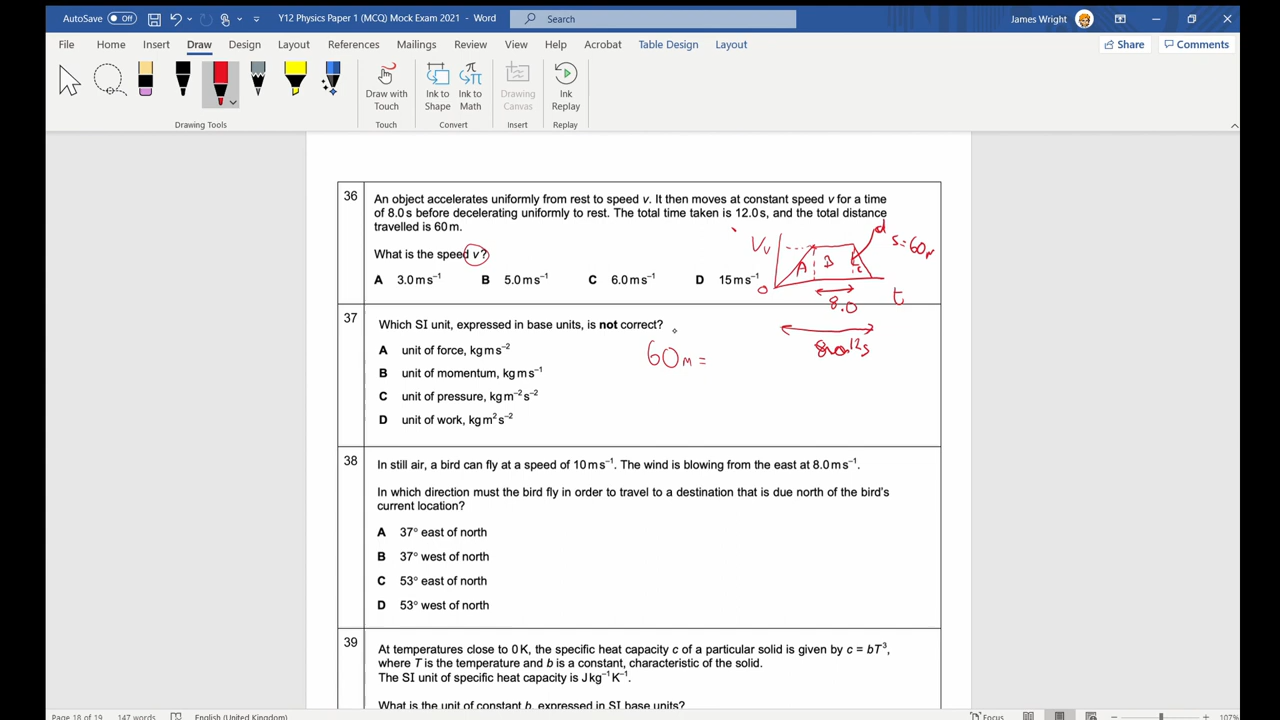 AutoSave Off Y12 Physics Paper 1 (MCQ) Mock Exam 2021 - Word Search James Wright
File Home Insert Draw Design Layout References Mailings Review View Help Acrobat Table Design Layout Share Comments
Draw with Touch
Ink to Shape
Ink to Math
Drawing Canvas
Ink Replay
Drawing Tools Touch Convert Insert Replay
36 An object accelerates uniformly from rest to speed v. It then moves at constant speed v for a time
of 8.0 s before decelerating uniformly to rest. The total time taken is 12.0 s, and the total distance
travelled is 60 m.
What is the speed v?
A 3.0 m s⁻¹ B 5.0 m s⁻¹ C 6.0 m s⁻¹ D 15 m s⁻¹
V v
A B c
d
s=60m
0
8.0
t
12s
37 Which SI unit, expressed in base units, is not correct?
A unit of force, kg m s⁻²
B unit of momentum, kg m s⁻¹
C unit of pressure, kg m⁻² s⁻²
D unit of work, kg m² s⁻²
60m =
38 In still air, a bird can fly at a speed of 10 m s⁻¹. The wind is blowing from the east at 8.0 m s⁻¹.
In which direction must the bird fly in order to travel to a destination that is due north of the bird's
current location?
A 37° east of north
B 37° west of north
C 53° east of north
D 53° west of north
39 At temperatures close to 0 K, the specific heat capacity c of a particular solid is given by c = bT³,
where T is the temperature and b is a constant, characteristic of the solid.
The SI unit of specific heat capacity is J kg⁻¹ K⁻¹.
What is the unit of constant b, expressed in SI base units?
Page 18 of 19 147 words English (United Kingdom) Focus 107%